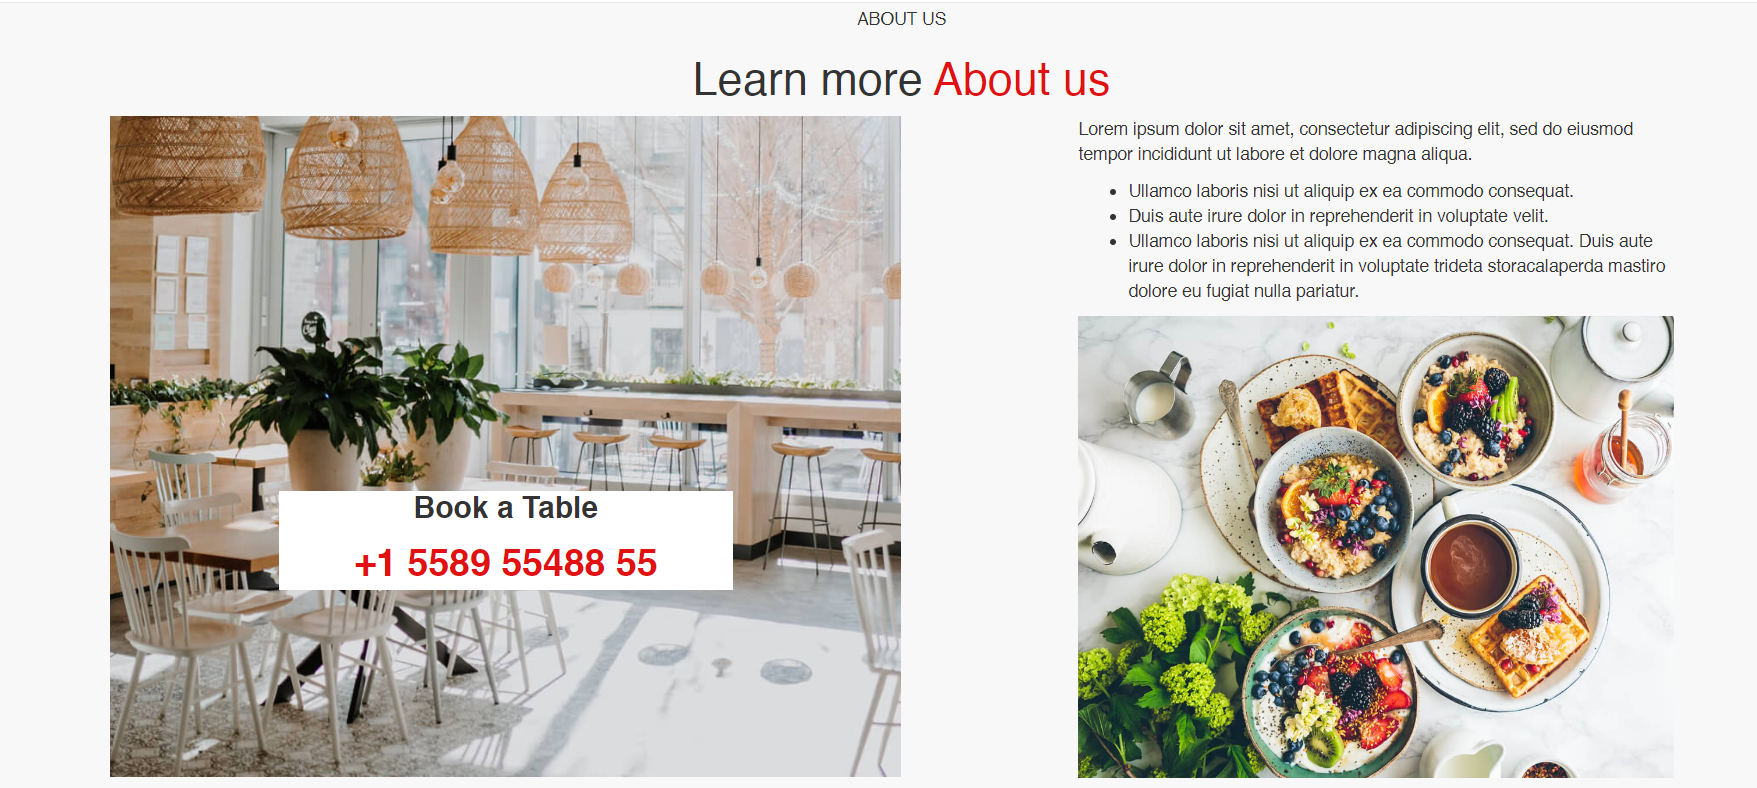 ABOUT US
Learn more About us
Book a Table
+1 5589 55488 55
Lorem ipsum dolor sit amet, consectetur adipiscing elit, sed do eiusmod
tempor incididunt ut labore et dolore magna aliqua.
• Ullamco laboris nisi ut aliquip ex ea commodo consequat.
• Duis aute irure dolor in reprehenderit in voluptate velit.
• Ullamco laboris nisi ut aliquip ex ea commodo consequat. Duis aute
irure dolor in reprehenderit in voluptate trideta storacalaperda mastiro
dolore eu fugiat nulla pariatur.